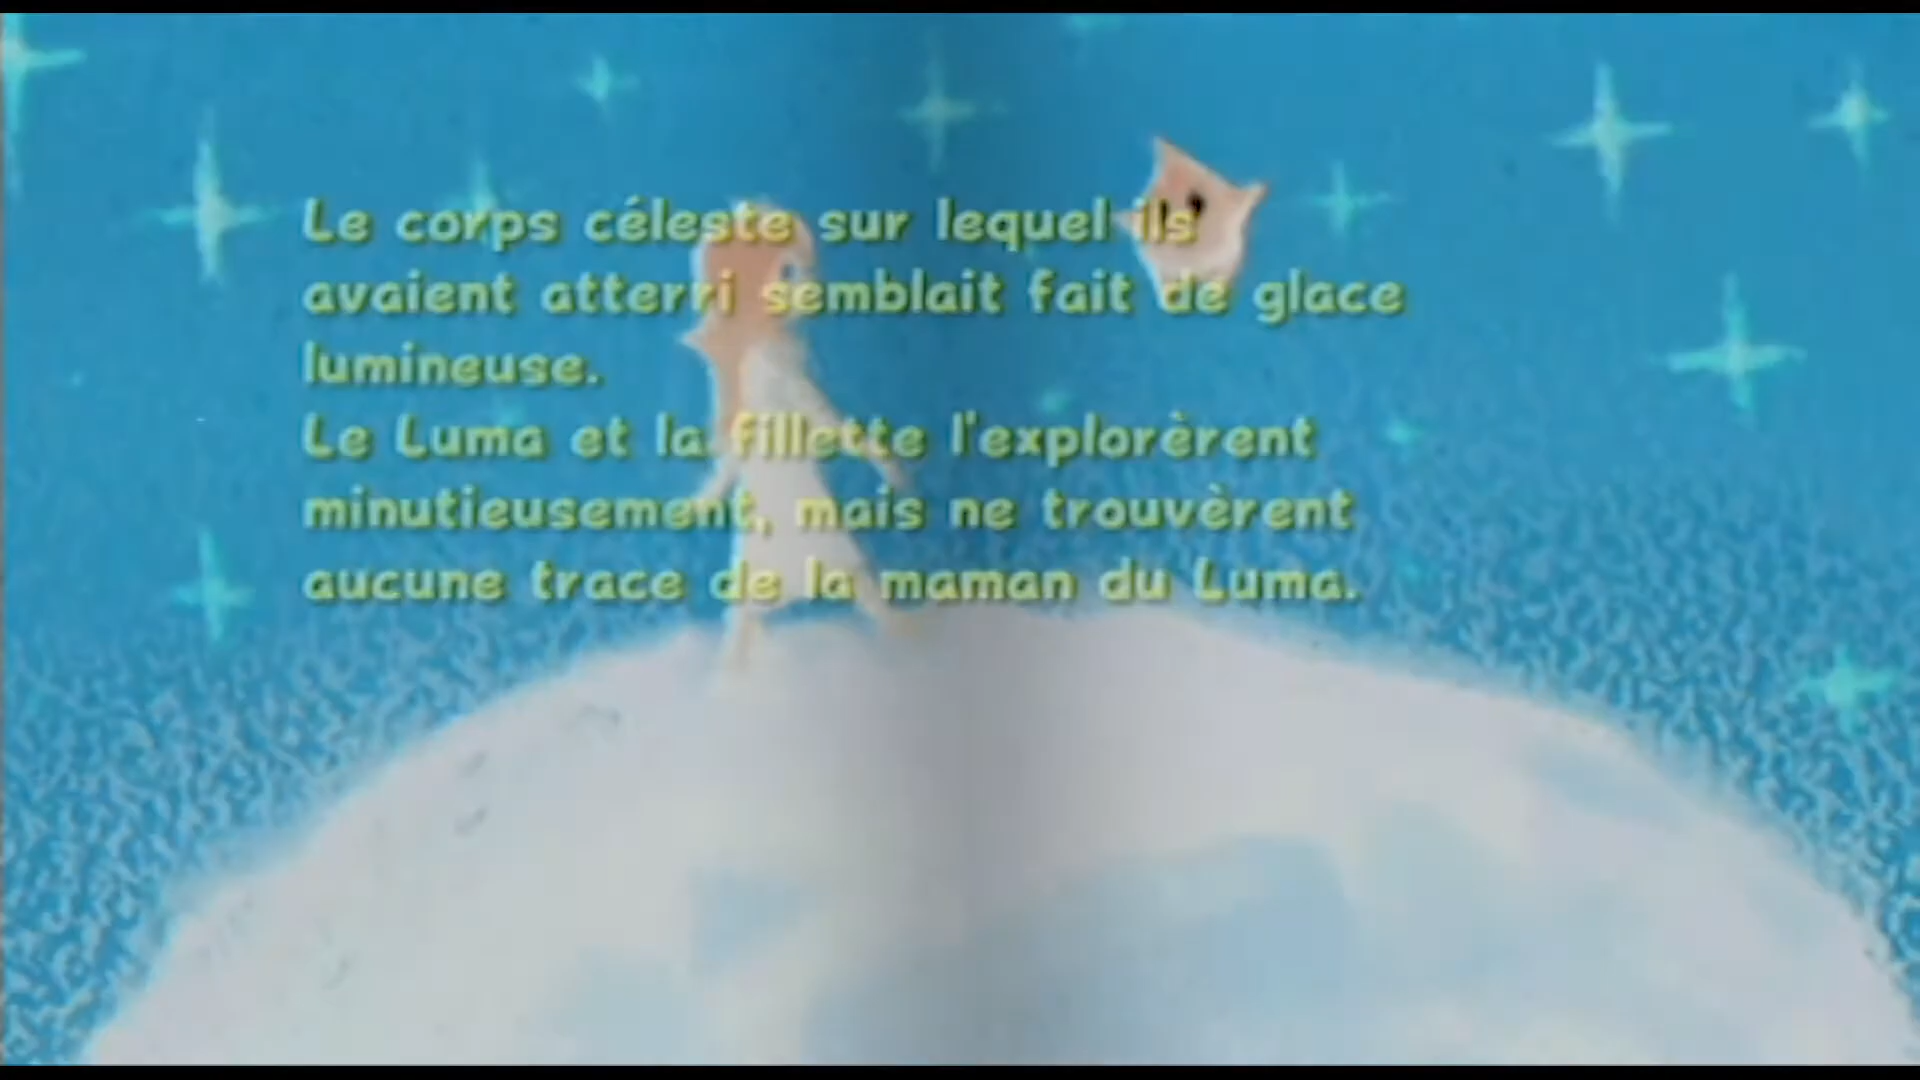 Le corps céleste sur lequel ils
avaient atterri semblait fait de glace
lumineuse.
Le Luma et la fillette l'explorèrent
minutieusement, mais ne trouvèrent
aucune trace de la maman du Luma.